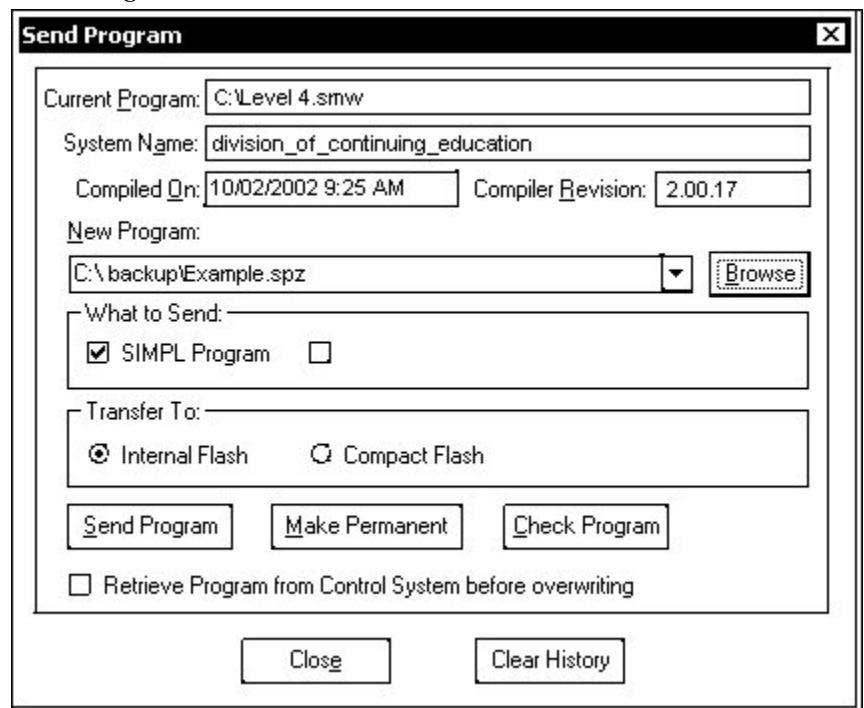 Send Program
Current Program: C:\Level 4.smw
System Name: division_of_continuing_education
Compiled On: 10/02/2002 9:25 AM Compiler Revision: 2.00.17
New Program:
C:\ backup\Example.spz Browse
What to Send:
SIMPL Program
Transfer To:
Internal Flash Compact Flash
Send Program Make Permanent Check Program
Retrieve Program from Control System before overwriting
Close Clear History